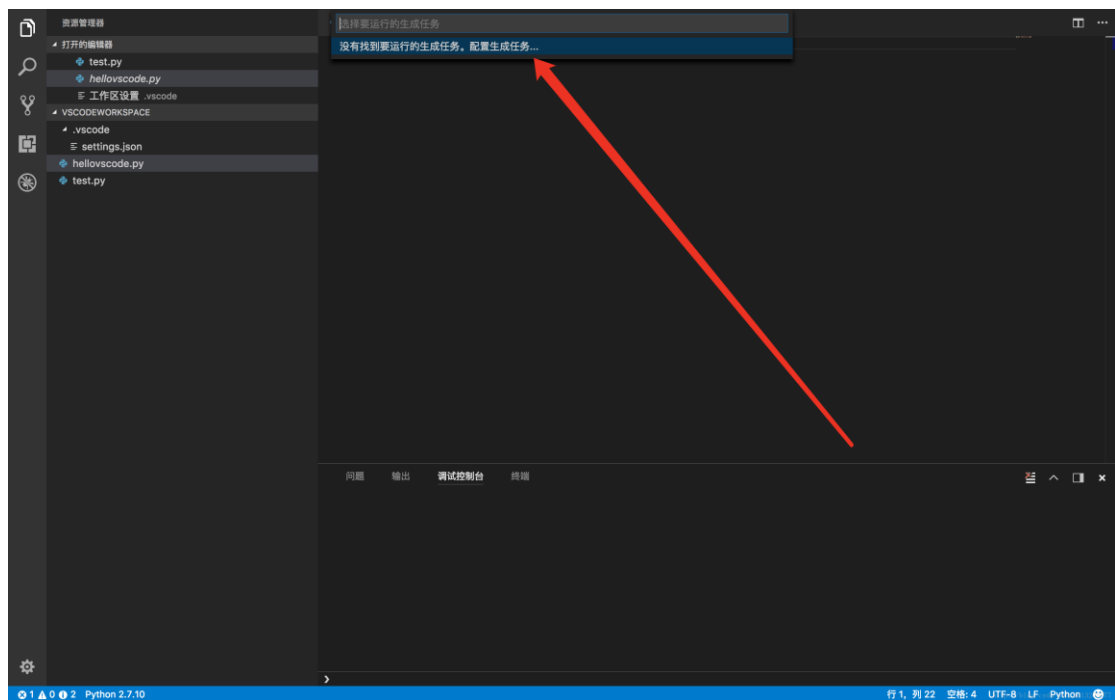 资源管理器
打开的编辑器
test.py
hellovscode.py
工作区设置 .vscode
VSCODEWORKSPACE
.vscode
settings.json
hellovscode.py
test.py
选择要运行的生成任务
没有找到要运行的生成任务。配置生成任务...
问题 输出 调试控制台 终端
1 0 2 Python 2.7.10 行 1，列 22 空格: 4 UTF-8 LF Python